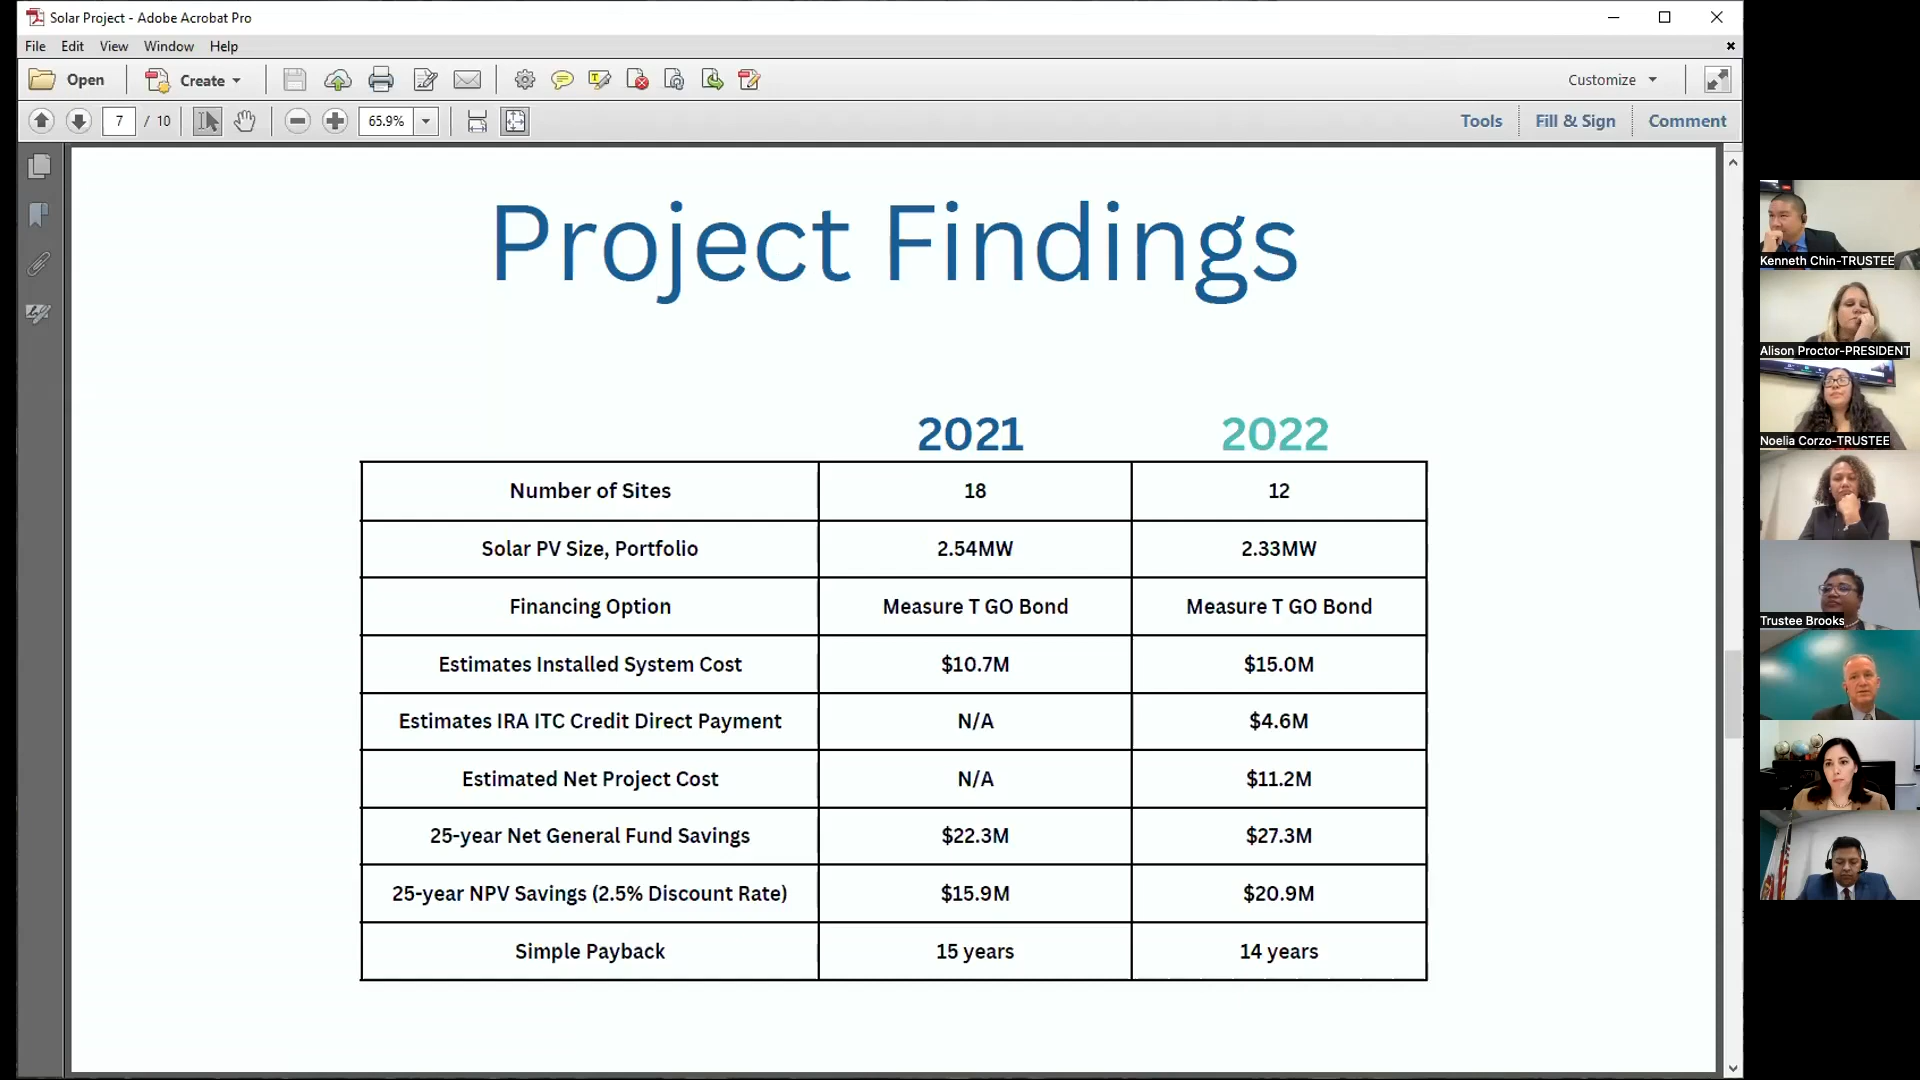 Solar Project - Adobe Acrobat Pro
File Edit View Window Help
Open Create Customize
7 / 10 65.9% Tools Fill & Sign Comment
Project Findings
2021 2022
Number of Sites 18 12
Solar PV Size, Portfolio 2.54MW 2.33MW
Financing Option Measure T GO Bond Measure T GO Bond
Estimates Installed System Cost $10.7M $15.0M
Estimates IRA ITC Credit Direct Payment N/A $4.6M
Estimated Net Project Cost N/A $11.2M
25-year Net General Fund Savings $22.3M $27.3M
25-year NPV Savings (2.5% Discount Rate) $15.9M $20.9M
Simple Payback 15 years 14 years
Kenneth Chin-TRUSTEE
Alison Proctor-PRESIDENT
Noelia Corzo-TRUSTEE
Trustee Brooks